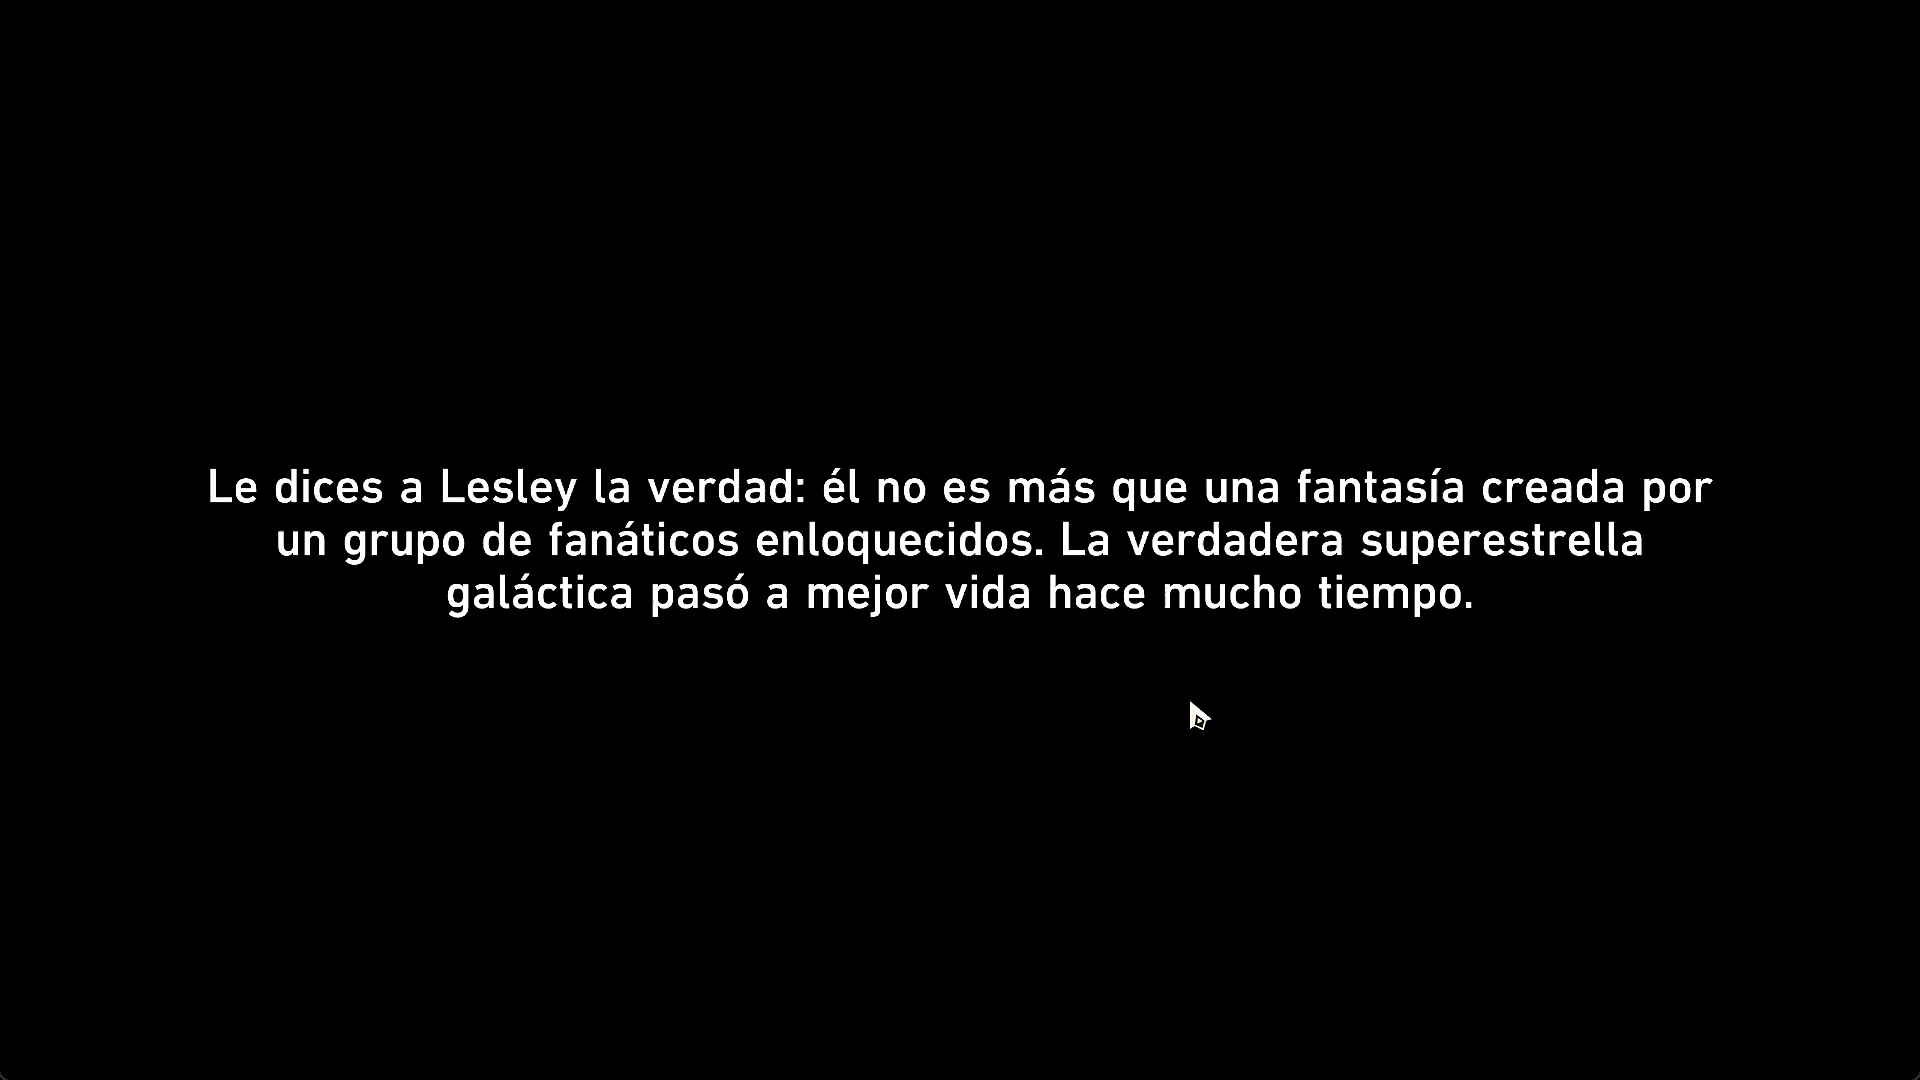 Le dices a Lesley la verdad: él no es más que una fantasía creada por
un grupo de fanáticos enloquecidos. La verdadera superestrella
galáctica pasó a mejor vida hace mucho tiempo.